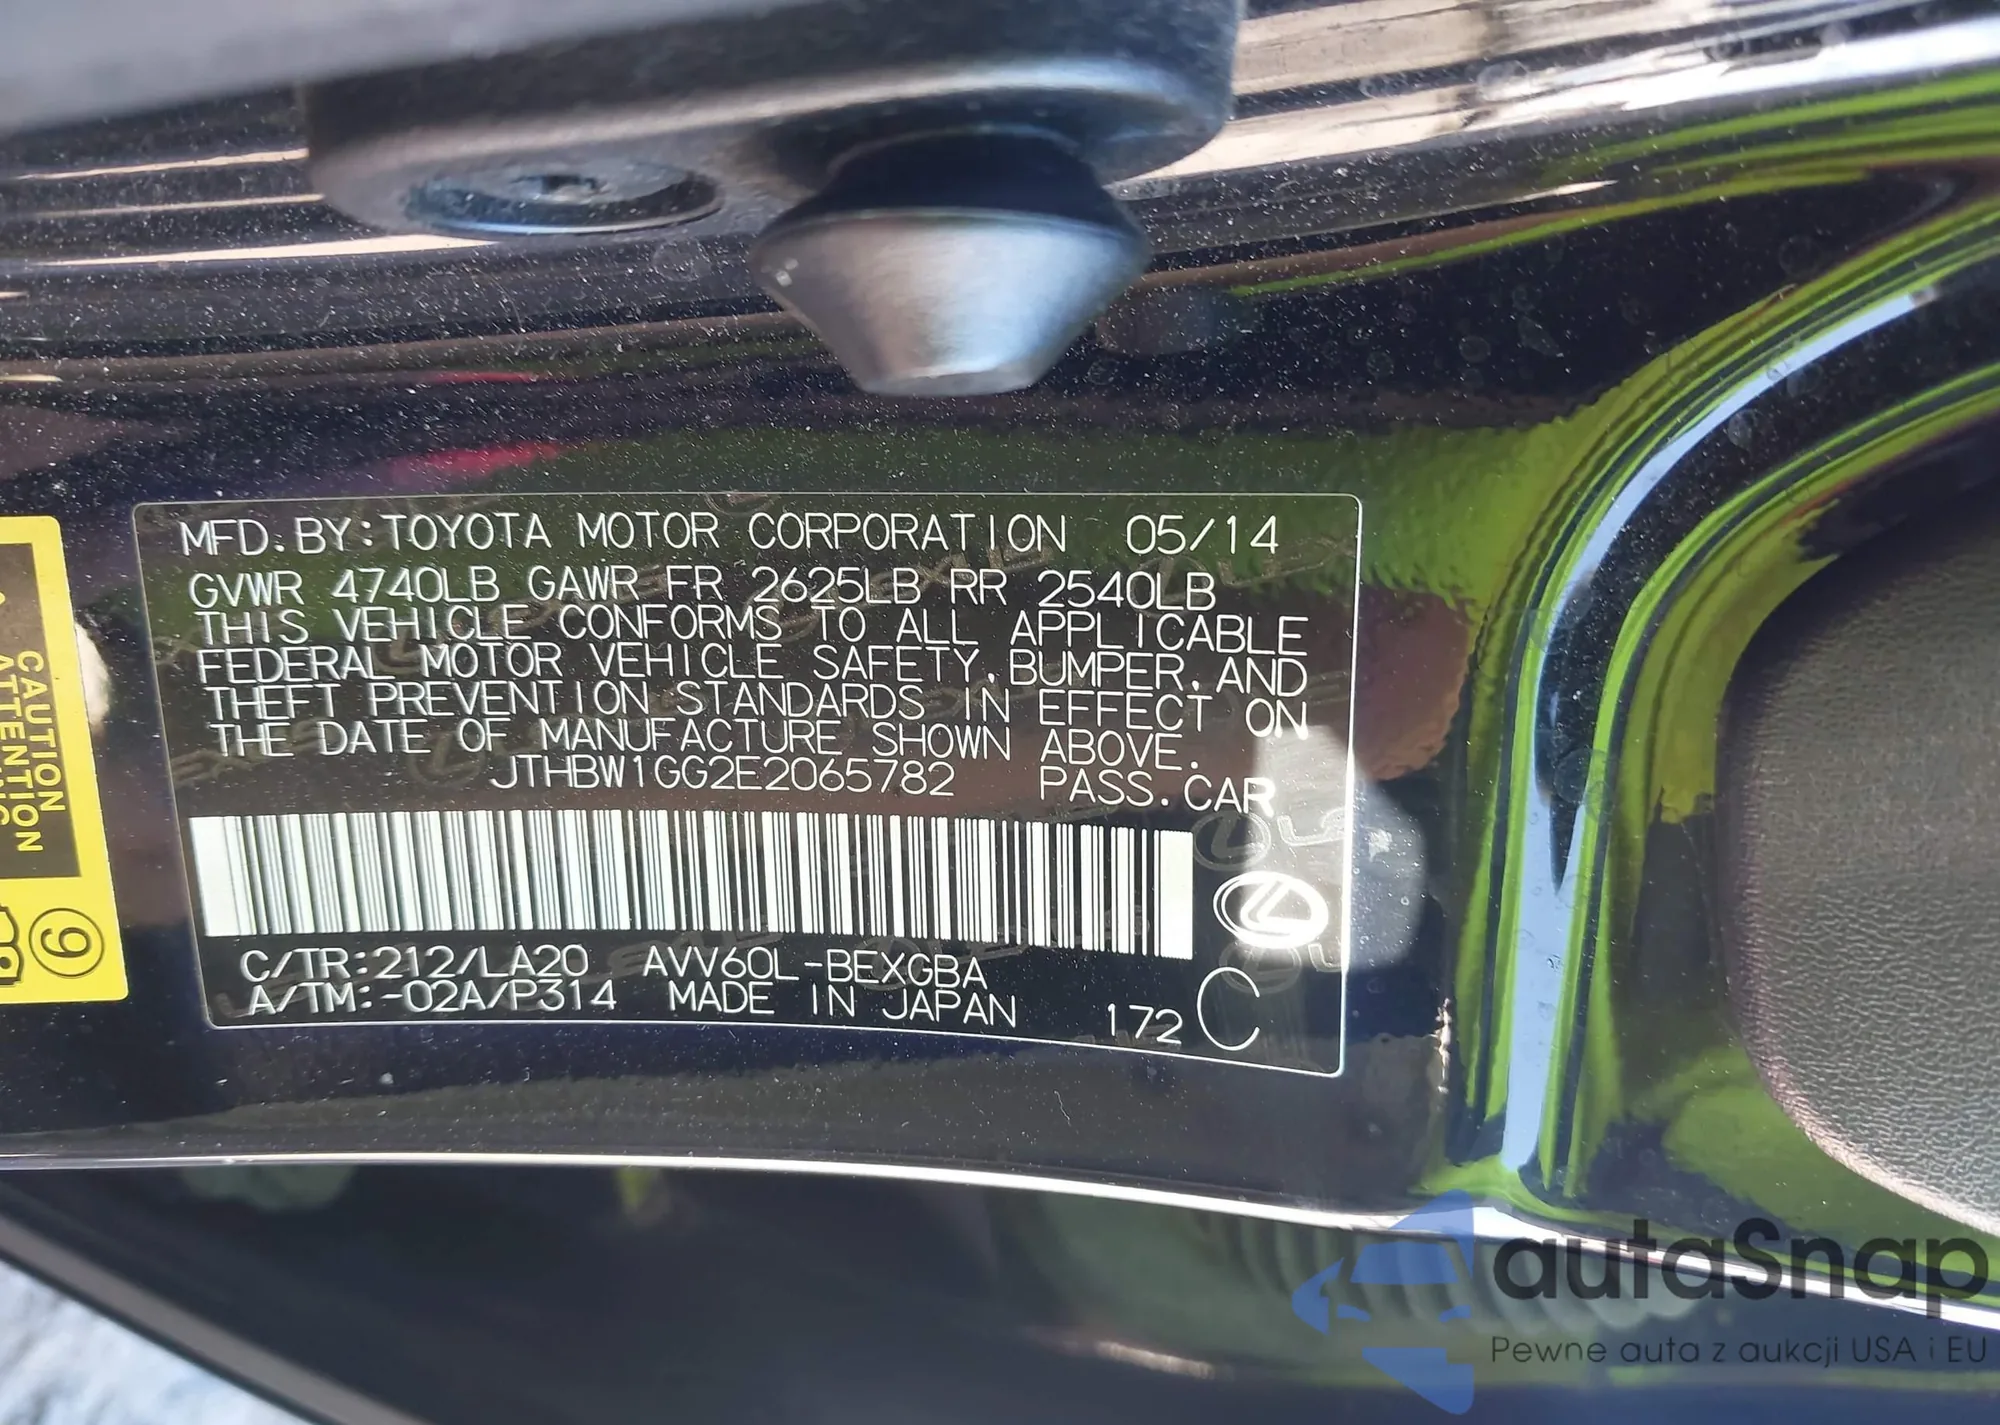 MFD.BY:TOYOTA MOTOR CORPORATION 05/14
GVWR 4740LB GAWR FR 2625LB RR 2540LB
THIS VEHICLE CONFORMS TO ALL APPLICABLE
FEDERAL MOTOR VEHICLE SAFETY,BUMPER,AND
THEFT PREVENTION STANDARDS IN EFFECT ON
THE DATE OF MANUFACTURE SHOWN ABOVE.
JTHBW1GG2E2065782 PASS.CAR
C/TR:212/LA20 AVV60L-BEXGBA
A/TM:-02A/P314 MADE IN JAPAN 172 C
CAUTION
ATTENTION
9
autaSnap
Pewne auta z aukcji USA i EU